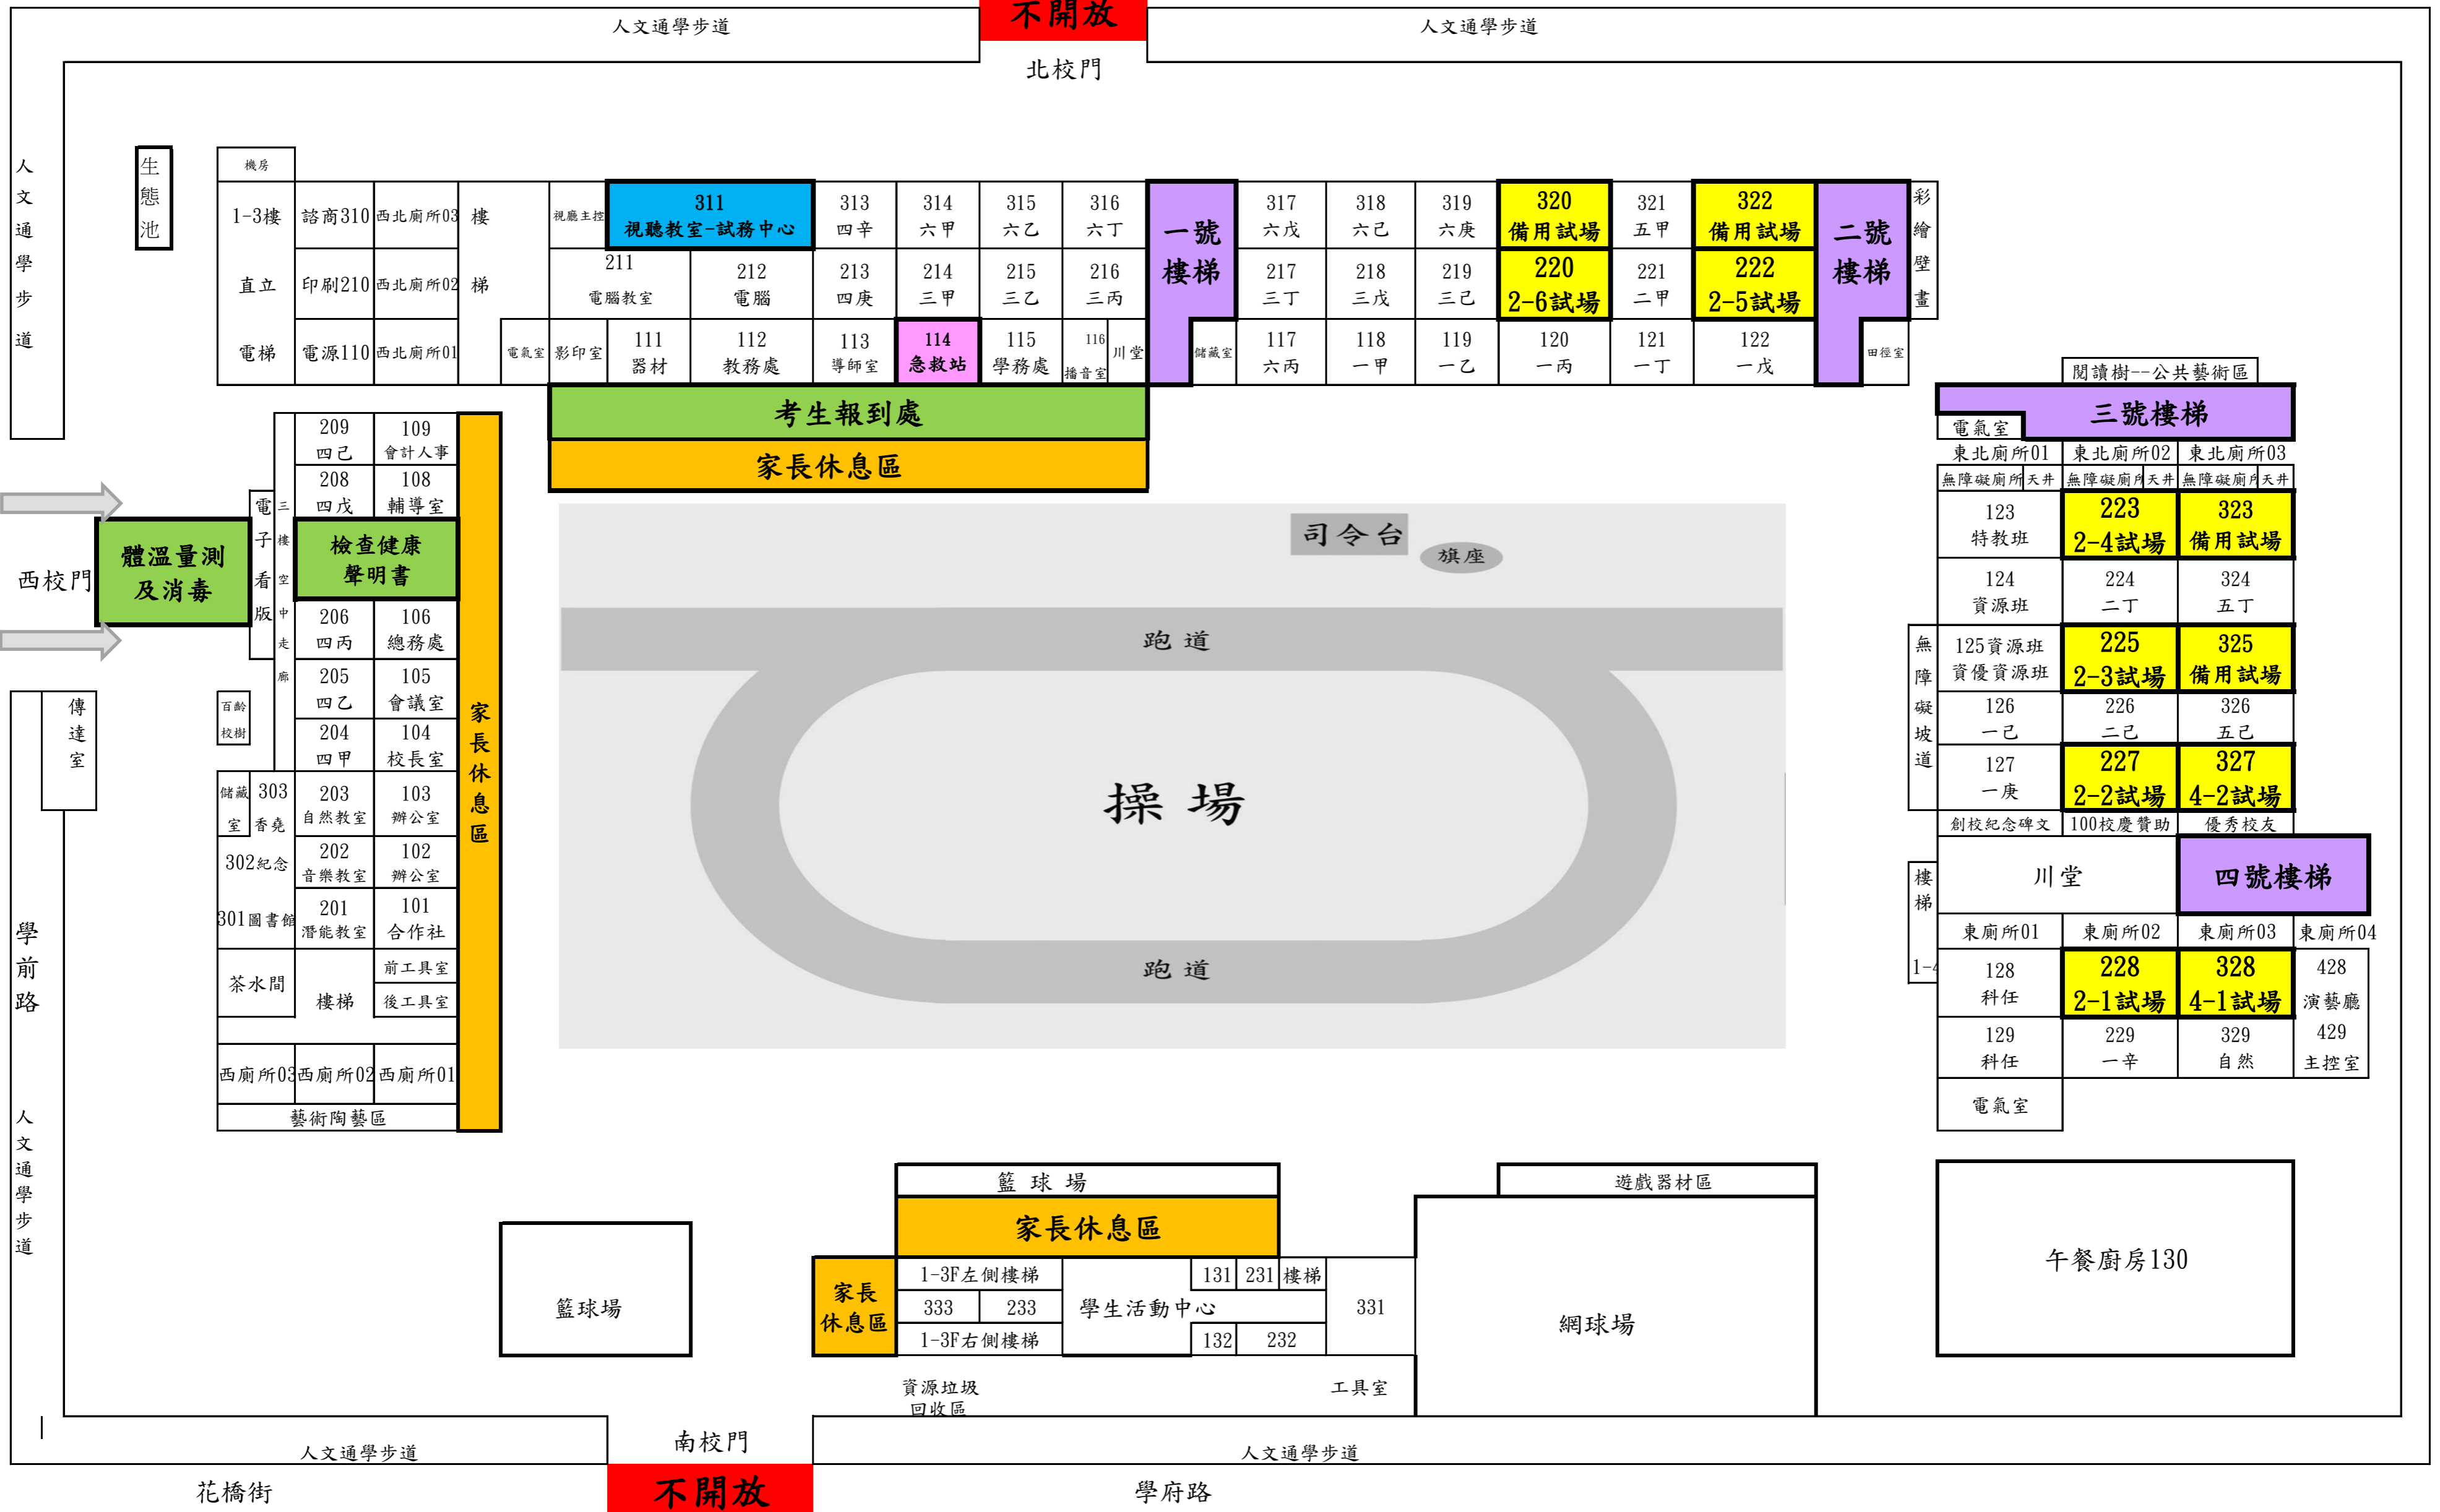 不開放
人文通學步道
人文通學步道
北校門
人文通學步道
生態池
機房
1-3樓
諮商310
西北廁所03
樓
視廳主控
311
視聽教室-試務中心
313
四辛
314
六甲
315
六乙
316
六丁
一號
樓梯
317
六戊
318
六己
319
六庚
320
備用試場
321
五甲
322
備用試場
二號
樓梯
彩繪壁畫
直立
印刷210
西北廁所02
梯
211
電腦教室
212
電腦
213
四庚
214
三甲
215
三乙
216
三丙
217
三丁
218
三戊
219
三己
220
2-6試場
221
二甲
222
2-5試場
電梯
電源110
西北廁所01
電氣室
影印室
111
器材
112
教務處
113
導師室
114
急救站
115
學務處
116
播音室
川堂
儲藏室
117
六丙
118
一甲
119
一乙
120
一丙
121
一丁
122
一戊
田徑室
考生報到處
家長休息區
閱讀樹--公共藝術區
三號樓梯
電氣室
東北廁所01
東北廁所02
東北廁所03
無障礙廁所
天井
無障礙廁所
天井
無障礙廁所
天井
209
四己
109
會計人事
208
四戊
108
輔導室
電子看版
三樓空中走廊
西校門
體溫量測
及消毒
檢查健康
聲明書
206
四丙
106
總務處
205
四乙
105
會議室
204
四甲
104
校長室
百齡
校樹
傳達室
家長休息區
儲藏
室
303
香堯
203
自然教室
103
辦公室
302紀念
202
音樂教室
102
辦公室
301圖書館
201
潛能教室
101
合作社
茶水間
樓梯
前工具室
後工具室
西廁所03
西廁所02
西廁所01
藝術陶藝區
學前路
人文通學步道
司令台
旗座
跑道
操場
跑道
123
特教班
223
2-4試場
323
備用試場
124
資源班
224
二丁
324
五丁
無障礙坡道
125資源班
資優資源班
225
2-3試場
325
備用試場
126
一己
226
二己
326
五己
127
一庚
227
2-2試場
327
4-2試場
創校紀念碑文
100校慶贊助
優秀校友
樓梯
1-4
川堂
四號樓梯
東廁所01
東廁所02
東廁所03
東廁所04
128
科任
228
2-1試場
328
4-1試場
428
演藝廳
129
科任
229
一辛
329
自然
429
主控室
電氣室
籃球場
家長休息區
遊戲器材區
籃球場
家長
休息區
1-3F左側樓梯
333
233
1-3F右側樓梯
學生活動中心
131
231
樓梯
132
232
331
網球場
午餐廚房130
資源垃圾
回收區
工具室
人文通學步道
南校門
人文通學步道
花橋街
不開放
學府路